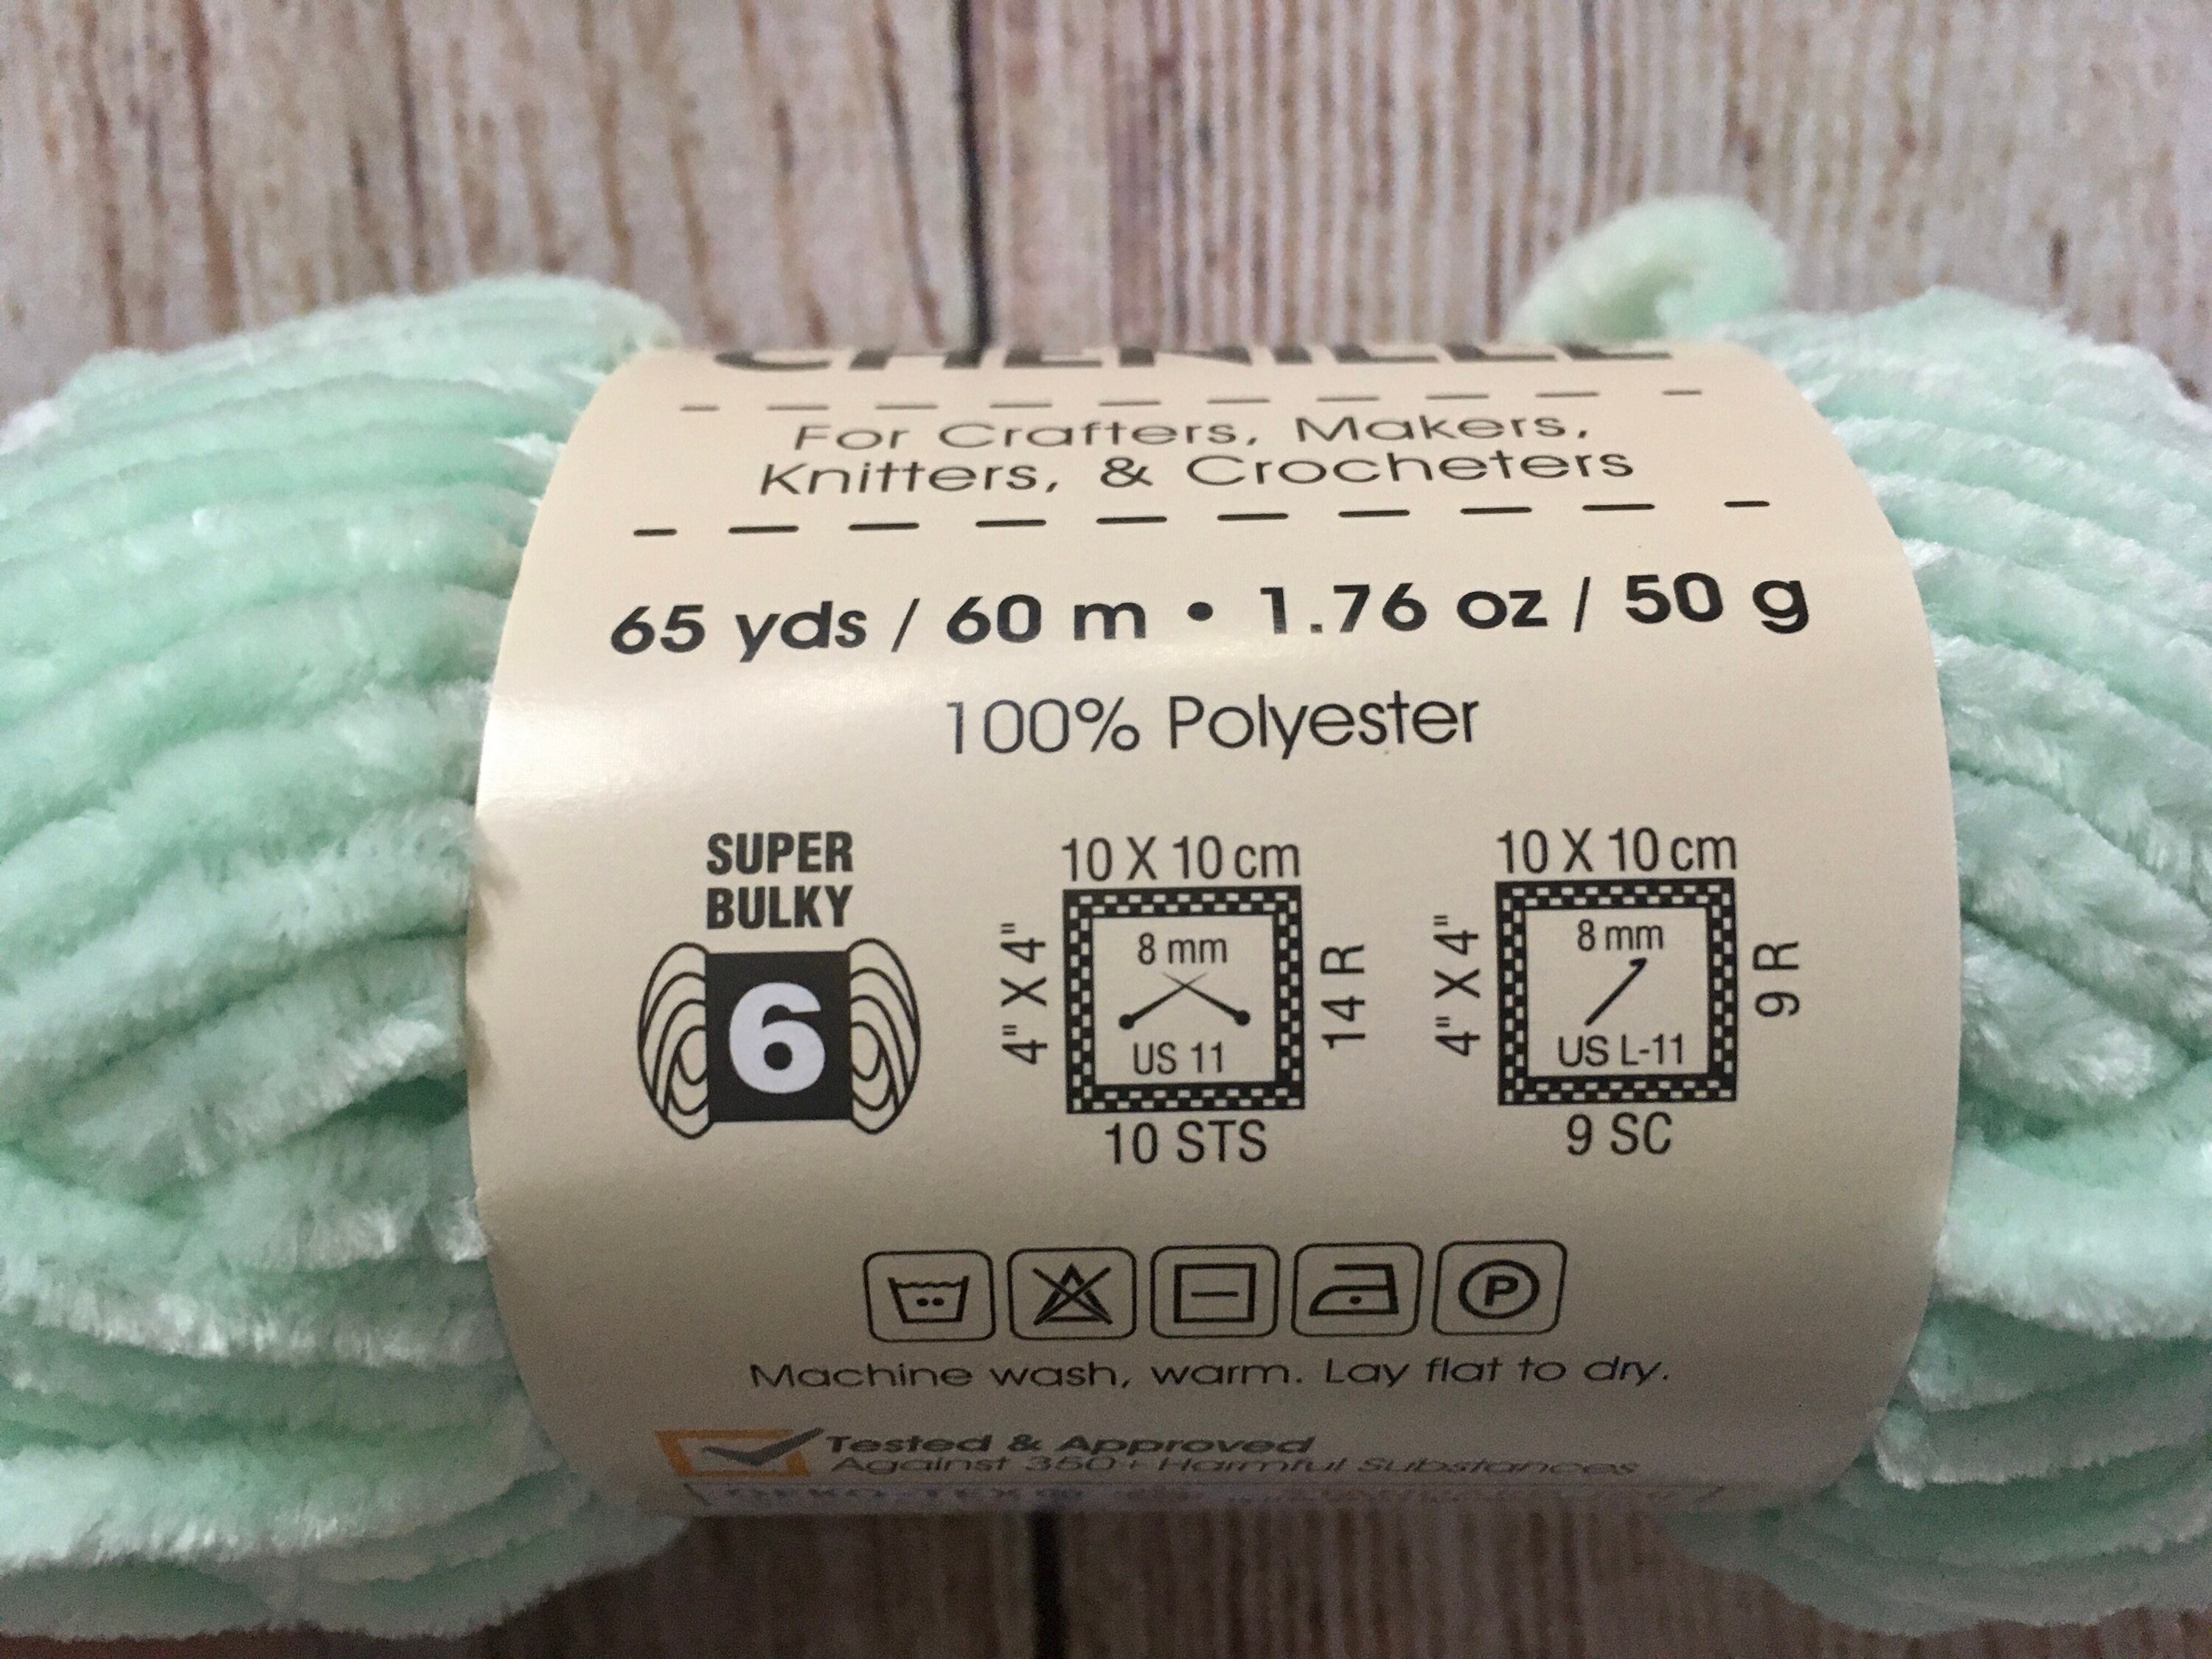 CHENILLE
For Crafters, Makers,
Knitters, & Crocheters
65 yds / 60 m • 1.76 oz / 50 g
100% Polyester
SUPER
BULKY
6
10 X 10 cm
4" X 4"
8 mm
US 11
14 R
10 STS
10 X 10 cm
4" X 4"
8 mm
US L-11
9 R
9 SC
P
Machine wash, warm. Lay flat to dry.
Tested & Approved
Against 350+ Harmful Substances